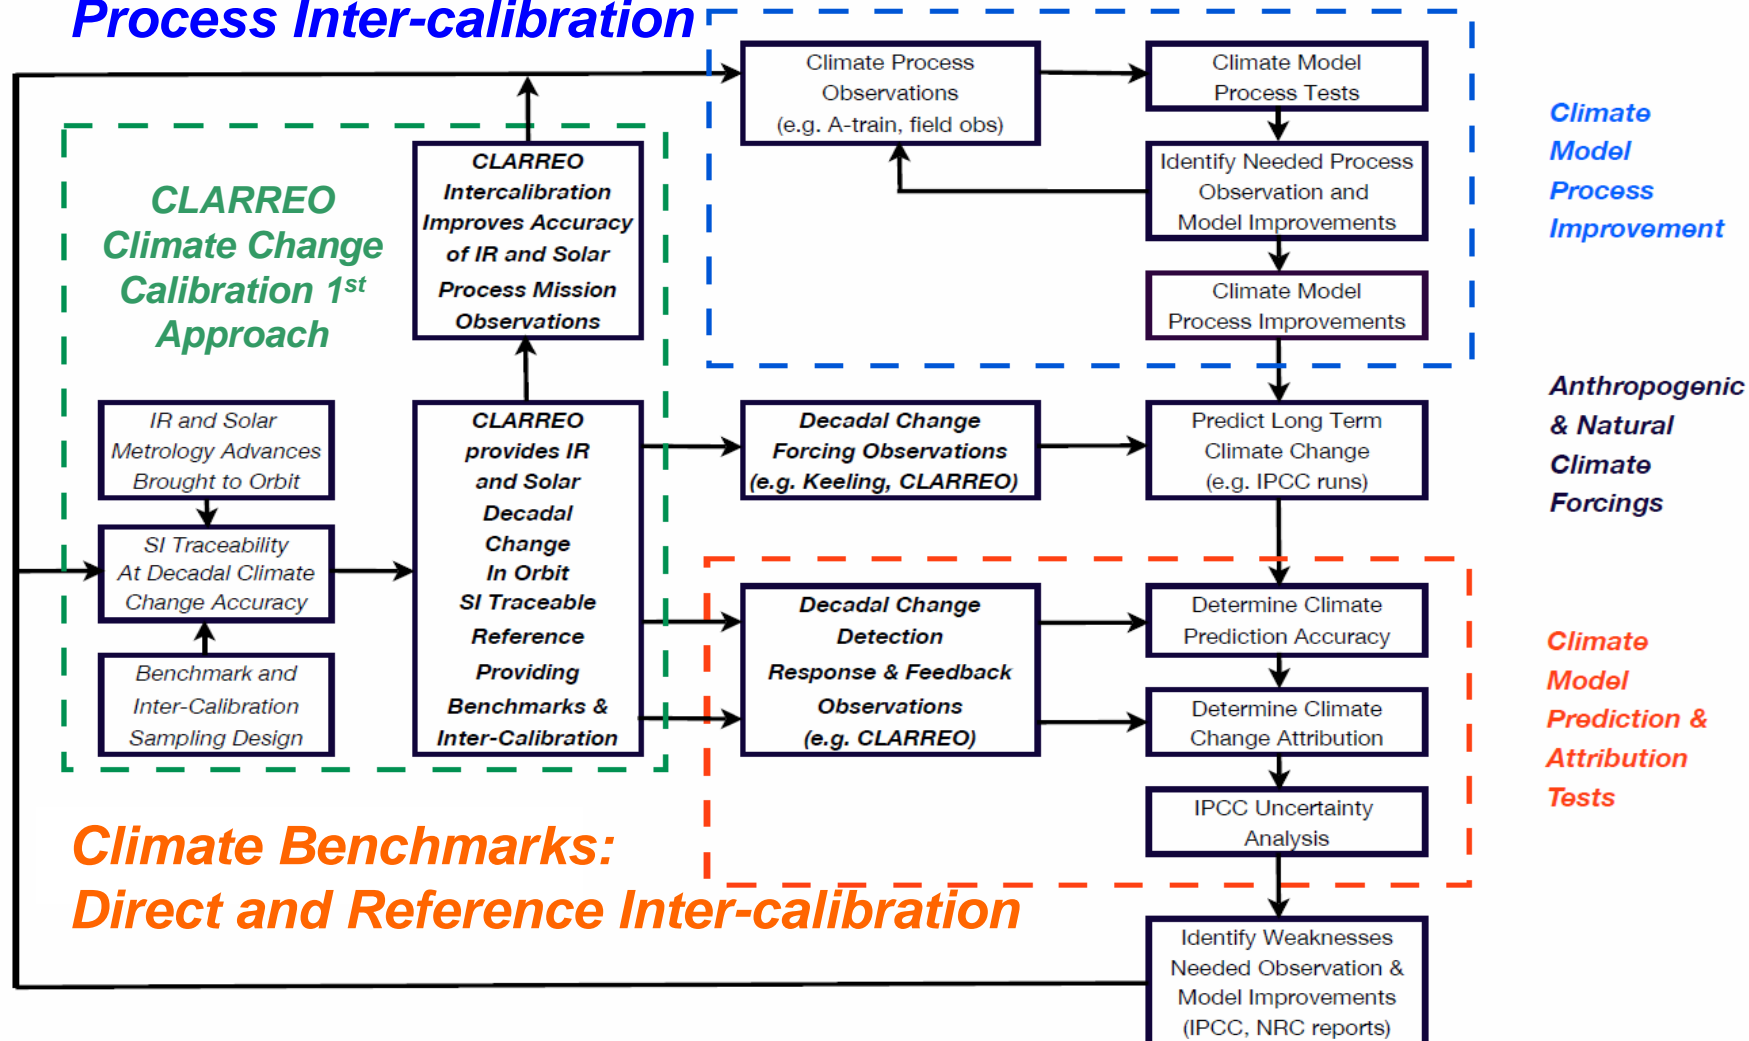 Process Inter-calibration
Climate Process
Observations
(e.g. A-train, field obs)
Climate Model
Process Tests
Identify Needed Process
Observation and
Model Improvements
Climate Model
Process Improvements
Climate
Model
Process
Improvement
CLARREO
Climate Change
Calibration 1st
Approach
CLARREO
Intercalibration
Improves Accuracy
of IR and Solar
Process Mission
Observations
IR and Solar
Metrology Advances
Brought to Orbit
SI Traceability
At Decadal Climate
Change Accuracy
Benchmark and
Inter-Calibration
Sampling Design
CLARREO
provides IR
and Solar
Decadal
Change
In Orbit
SI Traceable
Reference
Providing
Benchmarks &
Inter-Calibration
Decadal Change
Forcing Observations
(e.g. Keeling, CLARREO)
Predict Long Term
Climate Change
(e.g. IPCC runs)
Anthropogenic
& Natural
Climate
Forcings
Decadal Change
Detection
Response & Feedback
Observations
(e.g. CLARREO)
Determine Climate
Prediction Accuracy
Determine Climate
Change Attribution
IPCC Uncertainty
Analysis
Climate
Model
Prediction &
Attribution
Tests
Climate Benchmarks:
Direct and Reference Inter-calibration
Identify Weaknesses
Needed Observation &
Model Improvements
(IPCC, NRC reports)